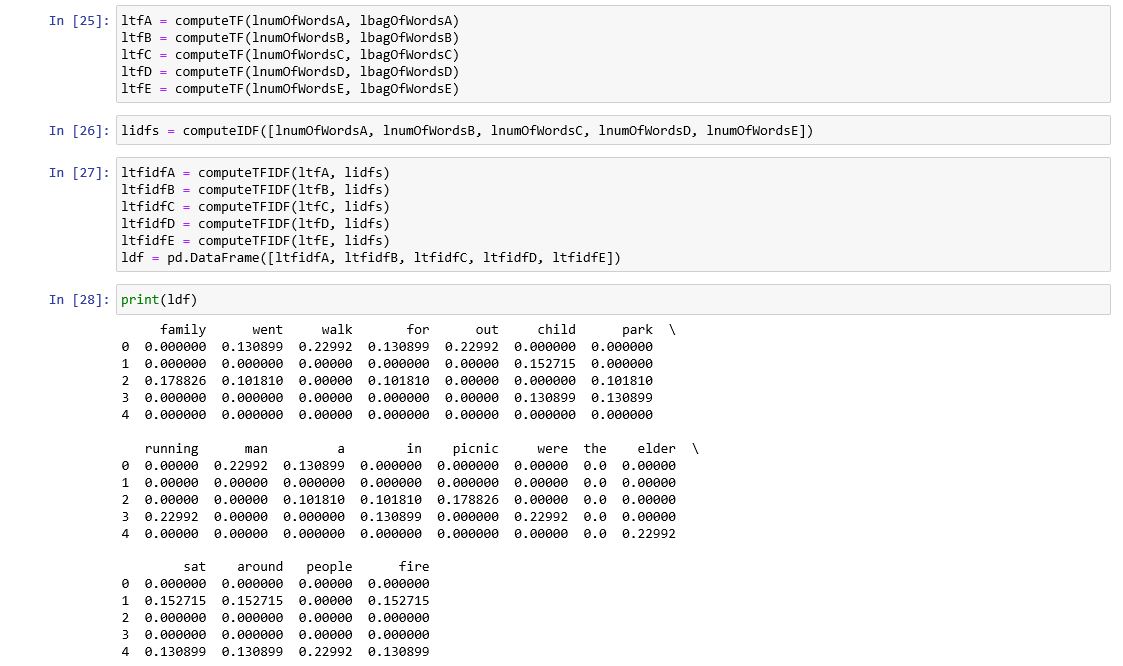 In [25]: ltfA = computeTF(lnumOfWordsA, lbagOfWordsA)
ltfB = computeTF(lnumOfWordsB, lbagOfWordsB)
ltfC = computeTF(lnumOfWordsC, lbagOfWordsC)
ltfD = computeTF(lnumOfWordsD, lbagOfWordsD)
ltfE = computeTF(lnumOfWordsE, lbagOfWordsE)
In [26]: lidfs = computeIDF([lnumOfWordsA, lnumOfWordsB, lnumOfWordsC, lnumOfWordsD, lnumOfWordsE])
In [27]: ltfidfA = computeTFIDF(ltfA, lidfs)
ltfidfB = computeTFIDF(ltfB, lidfs)
ltfidfC = computeTFIDF(ltfC, lidfs)
ltfidfD = computeTFIDF(ltfD, lidfs)
ltfidfE = computeTFIDF(ltfE, lidfs)
ldf = pd.DataFrame([ltfidfA, ltfidfB, ltfidfC, ltfidfD, ltfidfE])
In [28]: print(ldf)
family went walk for out child park \
0 0.000000 0.130899 0.22992 0.130899 0.22992 0.000000 0.000000
1 0.000000 0.000000 0.00000 0.000000 0.00000 0.152715 0.000000
2 0.178826 0.101810 0.00000 0.101810 0.00000 0.000000 0.101810
3 0.000000 0.000000 0.00000 0.000000 0.00000 0.130899 0.130899
4 0.000000 0.000000 0.00000 0.000000 0.00000 0.000000 0.000000
running man a in picnic were the elder \
0 0.00000 0.22992 0.130899 0.000000 0.000000 0.00000 0.0 0.00000
1 0.00000 0.00000 0.000000 0.000000 0.000000 0.00000 0.0 0.00000
2 0.00000 0.00000 0.101810 0.101810 0.178826 0.00000 0.0 0.00000
3 0.22992 0.00000 0.000000 0.130899 0.000000 0.22992 0.0 0.00000
4 0.00000 0.00000 0.000000 0.000000 0.000000 0.00000 0.0 0.22992
sat around people fire
0 0.000000 0.000000 0.00000 0.000000
1 0.152715 0.152715 0.00000 0.152715
2 0.000000 0.000000 0.00000 0.000000
3 0.000000 0.000000 0.00000 0.000000
4 0.130899 0.130899 0.22992 0.130899